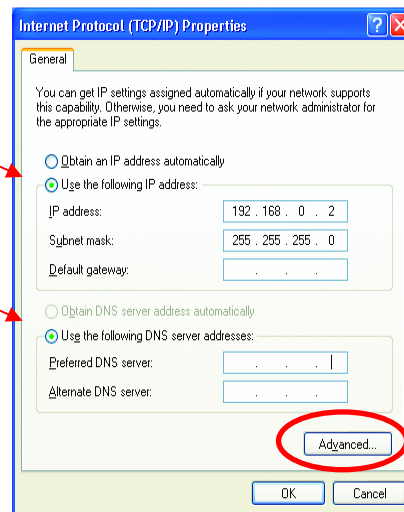 Internet Protocol (TCP/IP) Properties
General
You can get IP settings assigned automatically if your network supports
this capability. Otherwise, you need to ask your network administrator for
the appropriate IP settings.
Obtain an IP address automatically
Use the following IP address:
IP address: 192 . 168 . 0 . 2
Subnet mask: 255 . 255 . 255 . 0
Default gateway: . . .
Obtain DNS server address automatically
Use the following DNS server addresses:
Preferred DNS server: . . .
Alternate DNS server: . . .
Advanced...
OK Cancel